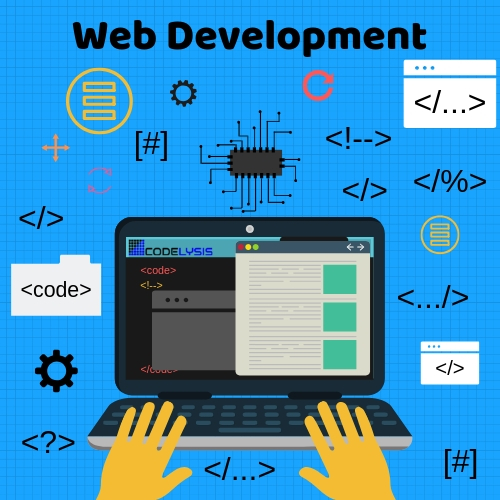 Web Development
</...>
[#]
<!-->
</>
</%>
</>
CODELYSIS
<code>
<!-->
</code>
<code>
<.../>
</>
<?>
</...>
[#]